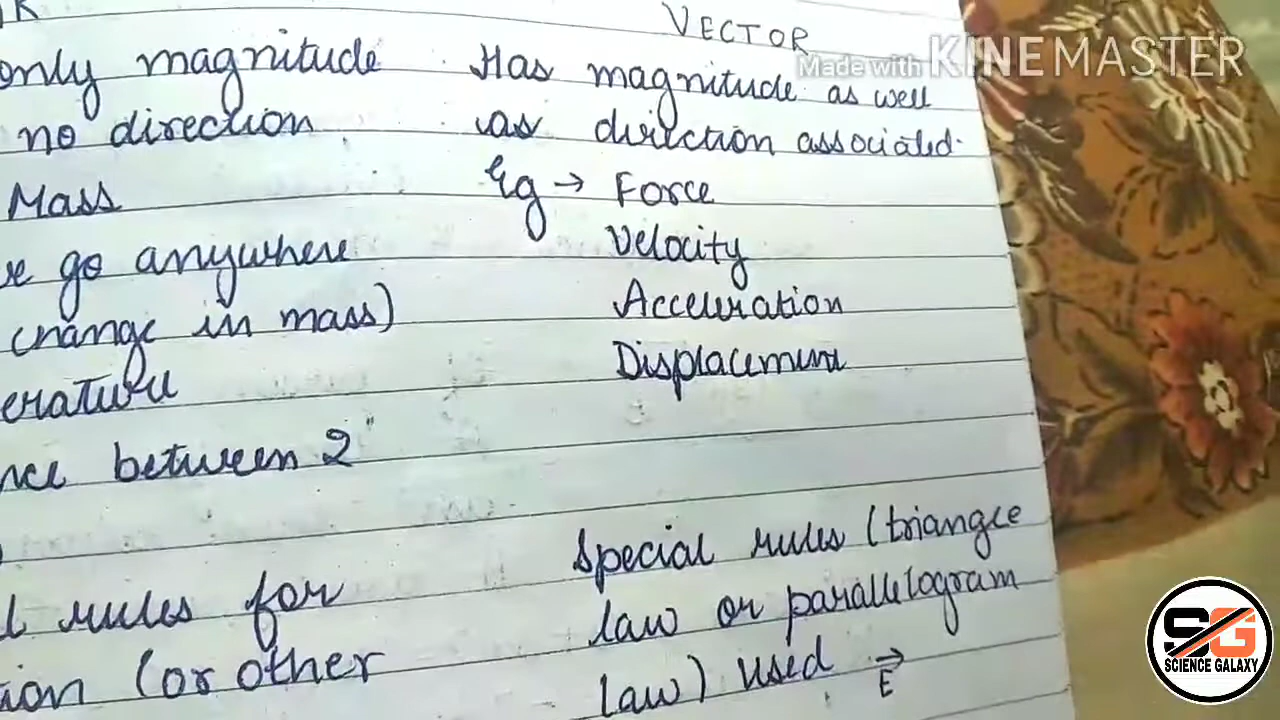 VECTOR
Made with KINEMASTER
only magnitude
no direction
Mass
go anywhere
change in mass)
between 2
rules for
(or other
Has magnitude as well
as direction associated.
Eg → Force
Velocity
Acceleration
Displacement
Special rules (triangle
law or parallelogram
law) used E
SG
SCIENCE GALAXY